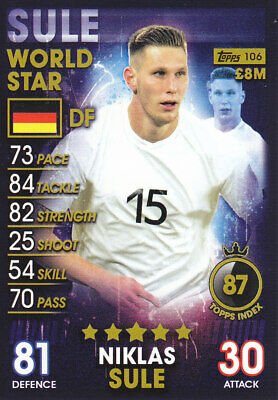 SULE
WORLD
STAR
Topps 106
£8M
DF
73 PACE
84 TACKLE
82 STRENGTH
25 SHOOT
54 SKILL
70 PASS
15
87
TOPPS INDEX
81
DEFENCE
NIKLAS
SULE
30
ATTACK